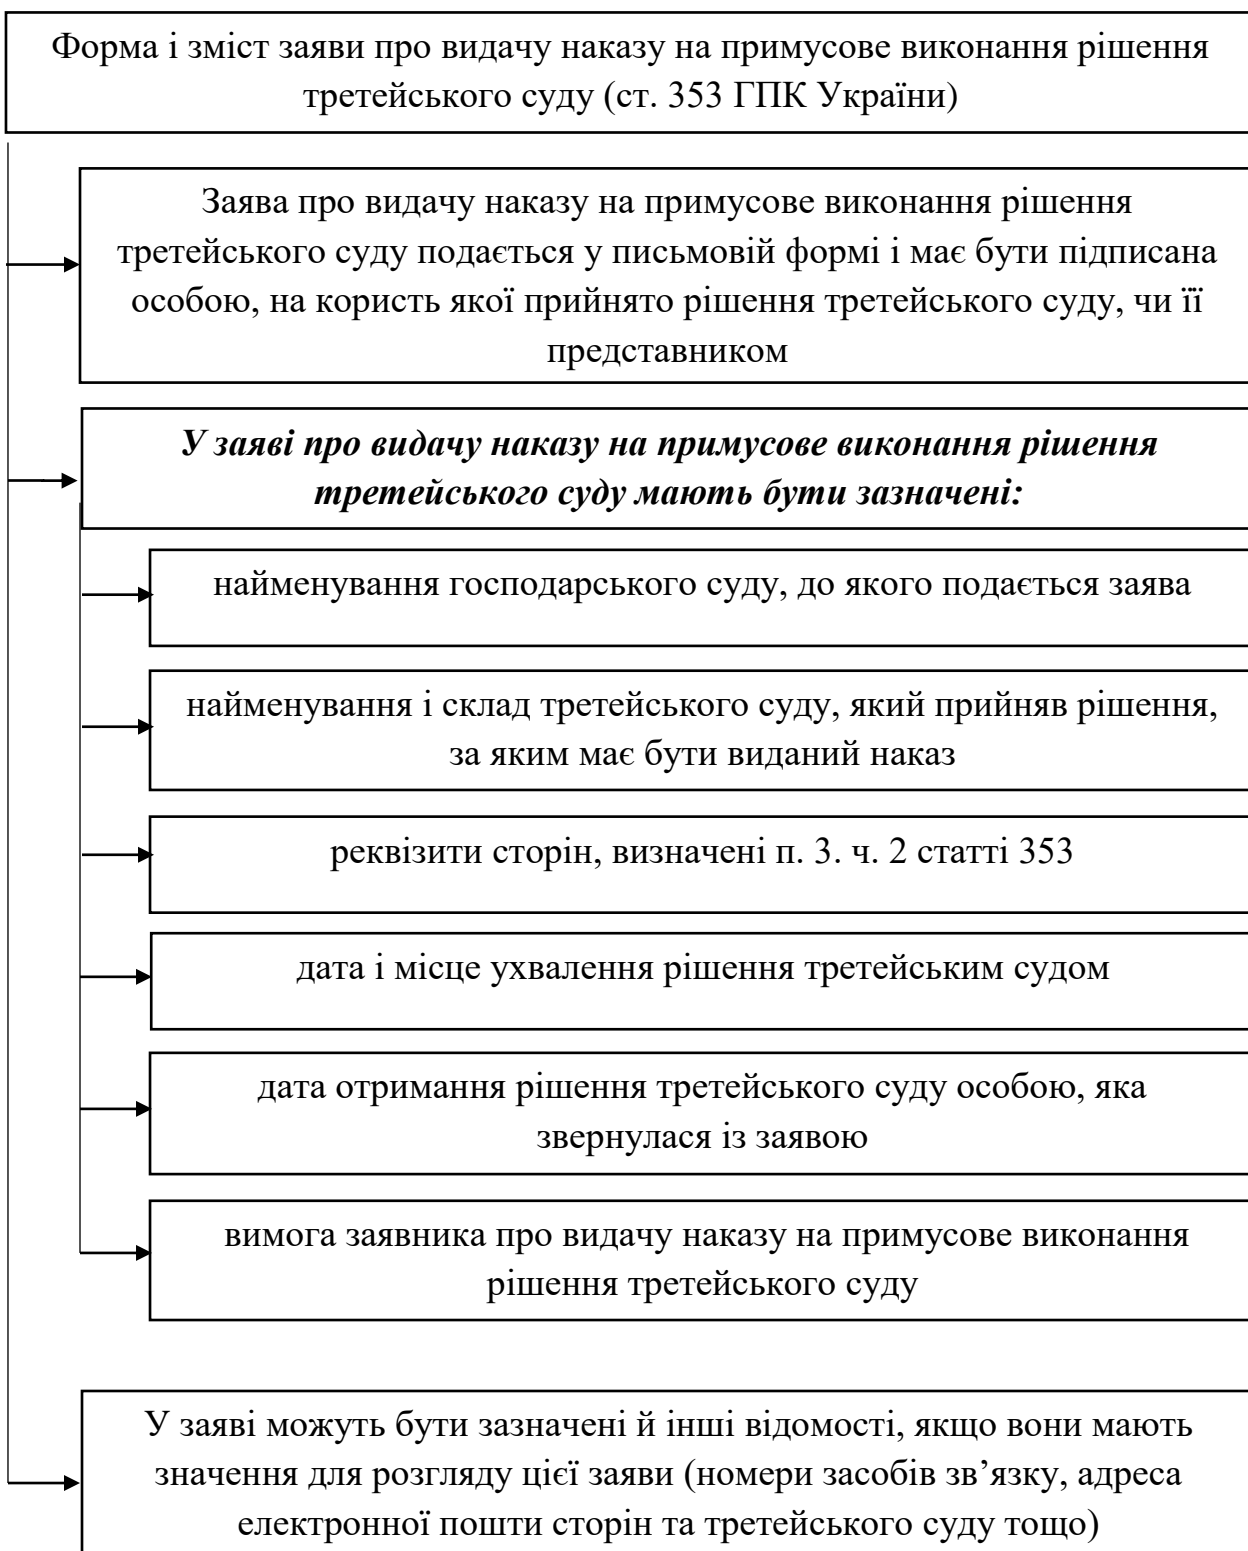 Форма і зміст заяви про видачу наказу на примусове виконання рішення
третейського суду (ст. 353 ГПК України)
Заява про видачу наказу на примусове виконання рішення
третейського суду подається у письмовій формі і має бути підписана
особою, на користь якої прийнято рішення третейського суду, чи її
представником
У заяві про видачу наказу на примусове виконання рішення
третейського суду мають бути зазначені:
найменування господарського суду, до якого подається заява
найменування і склад третейського суду, який прийняв рішення,
за яким має бути виданий наказ
реквізити сторін, визначені п. 3. ч. 2 статті 353
дата і місце ухвалення рішення третейським судом
дата отримання рішення третейського суду особою, яка
звернулася із заявою
вимога заявника про видачу наказу на примусове виконання
рішення третейського суду
У заяві можуть бути зазначені й інші відомості, якщо вони мають
значення для розгляду цієї заяви (номери засобів зв’язку, адреса
електронної пошти сторін та третейського суду тощо)